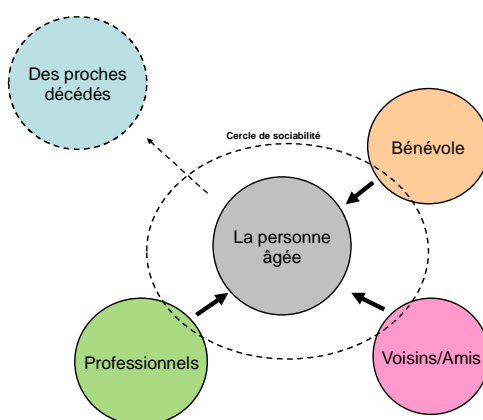 Des proches
décédés
Cercle de sociabilité
Bénévole
La personne
âgée
Professionnels
Voisins/Amis